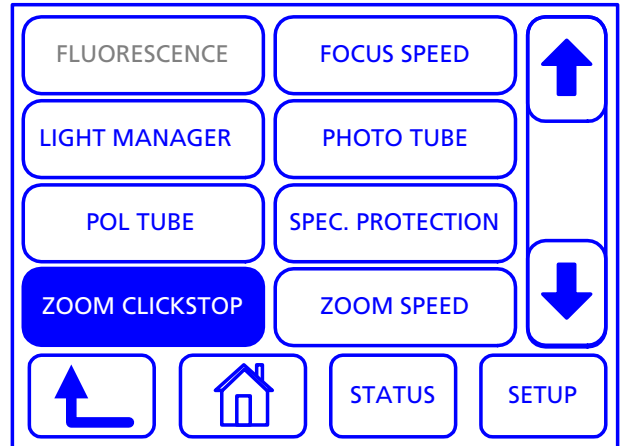 FLUORESCENCE
FOCUS SPEED
LIGHT MANAGER
PHOTO TUBE
POL TUBE
SPEC. PROTECTION
ZOOM CLICKSTOP
ZOOM SPEED
STATUS
SETUP